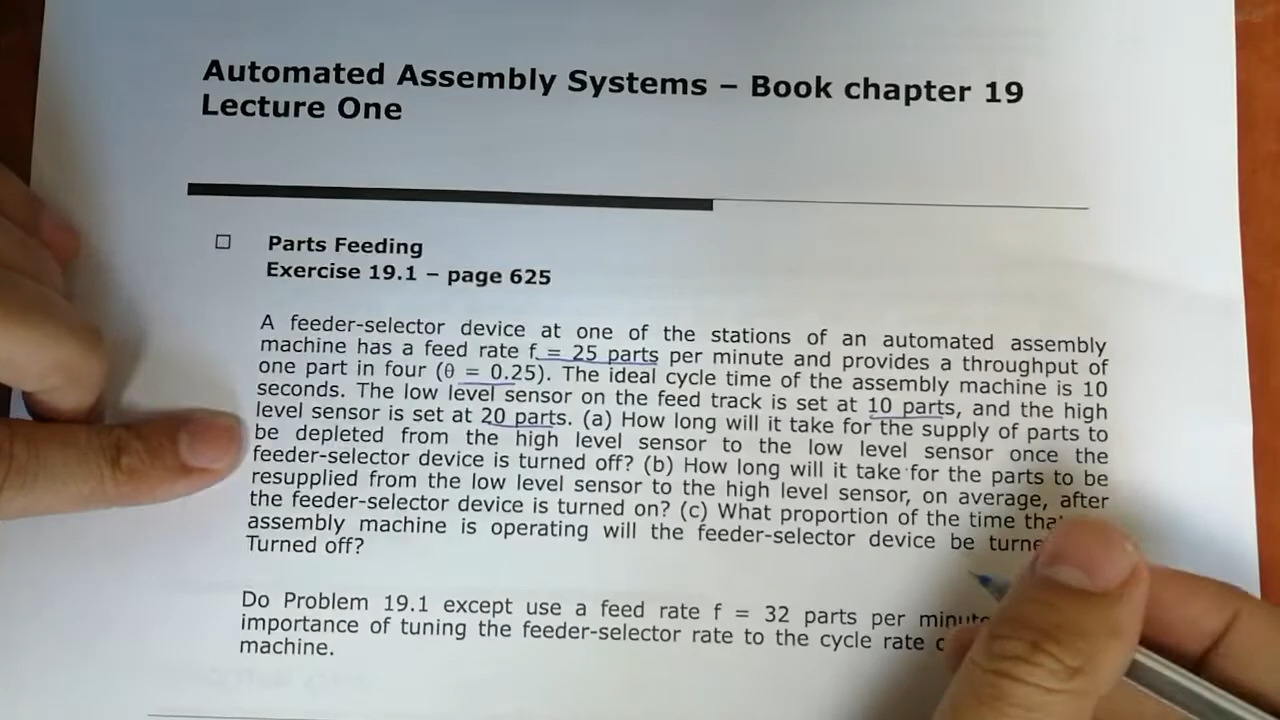 Automated Assembly Systems – Book chapter 19
Lecture One
Parts Feeding
Exercise 19.1 – page 625
A feeder-selector device at one of the stations of an automated assembly
machine has a feed rate f = 25 parts per minute and provides a throughput of
one part in four (θ = 0.25). The ideal cycle time of the assembly machine is 10
seconds. The low level sensor on the feed track is set at 10 parts, and the high
level sensor is set at 20 parts. (a) How long will it take for the supply of parts to
be depleted from the high level sensor to the low level sensor once the
feeder-selector device is turned off? (b) How long will it take for the parts to be
resupplied from the low level sensor to the high level sensor, on average, after
the feeder-selector device is turned on? (c) What proportion of the time
assembly machine is operating will the feeder-selector device be
Turned off?
Do Problem 19.1 except use a feed rate f = 32 parts per minute
importance of tuning the feeder-selector rate to the cycle rate
machine.